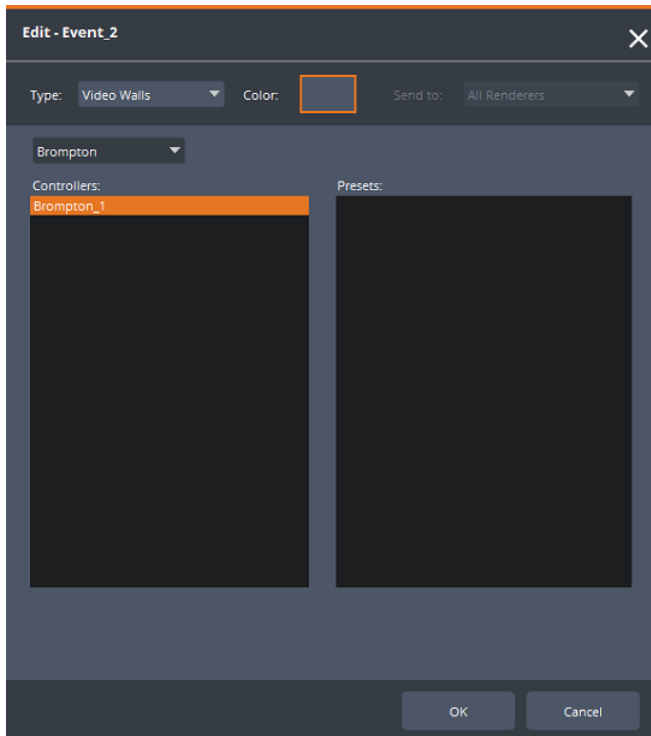 Edit - Event_2
Type: Video Walls Color: Send to: All Renderers
Brompton
Controllers: Presets:
Brompton_1
OK Cancel